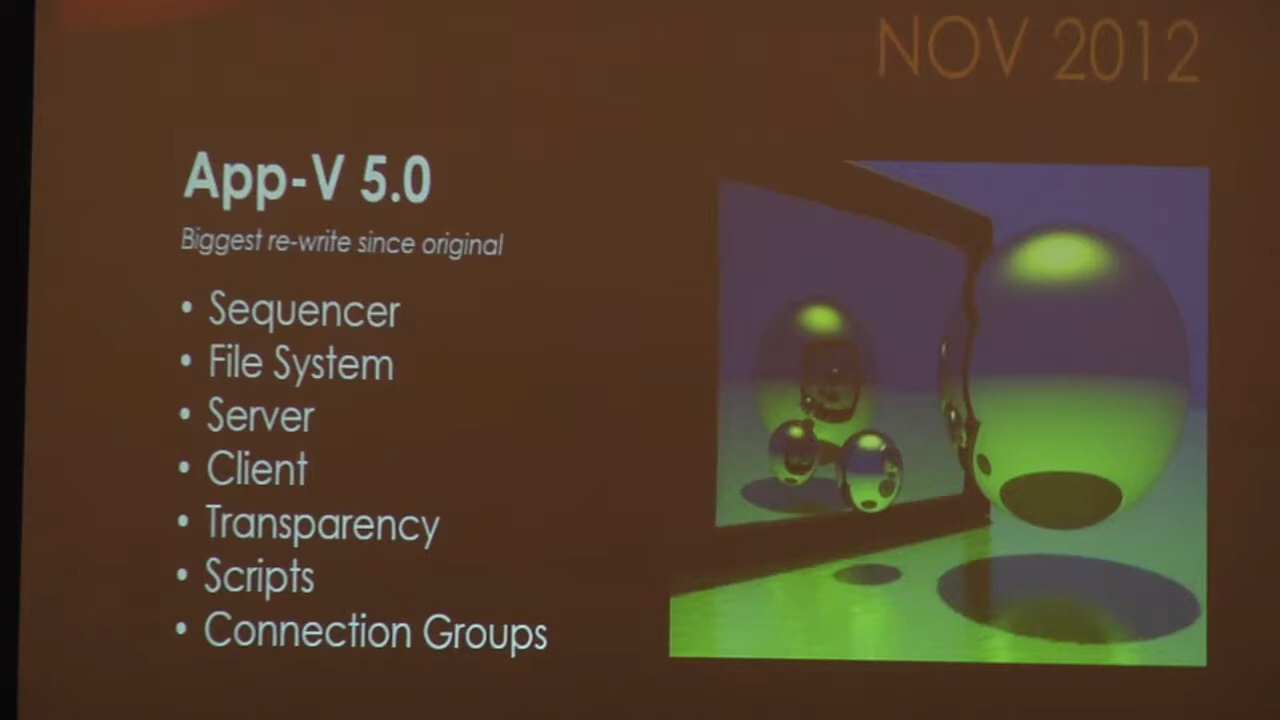 NOV 2012
App-V 5.0
Biggest re-write since original
• Sequencer
• File System
• Server
• Client
• Transparency
• Scripts
• Connection Groups